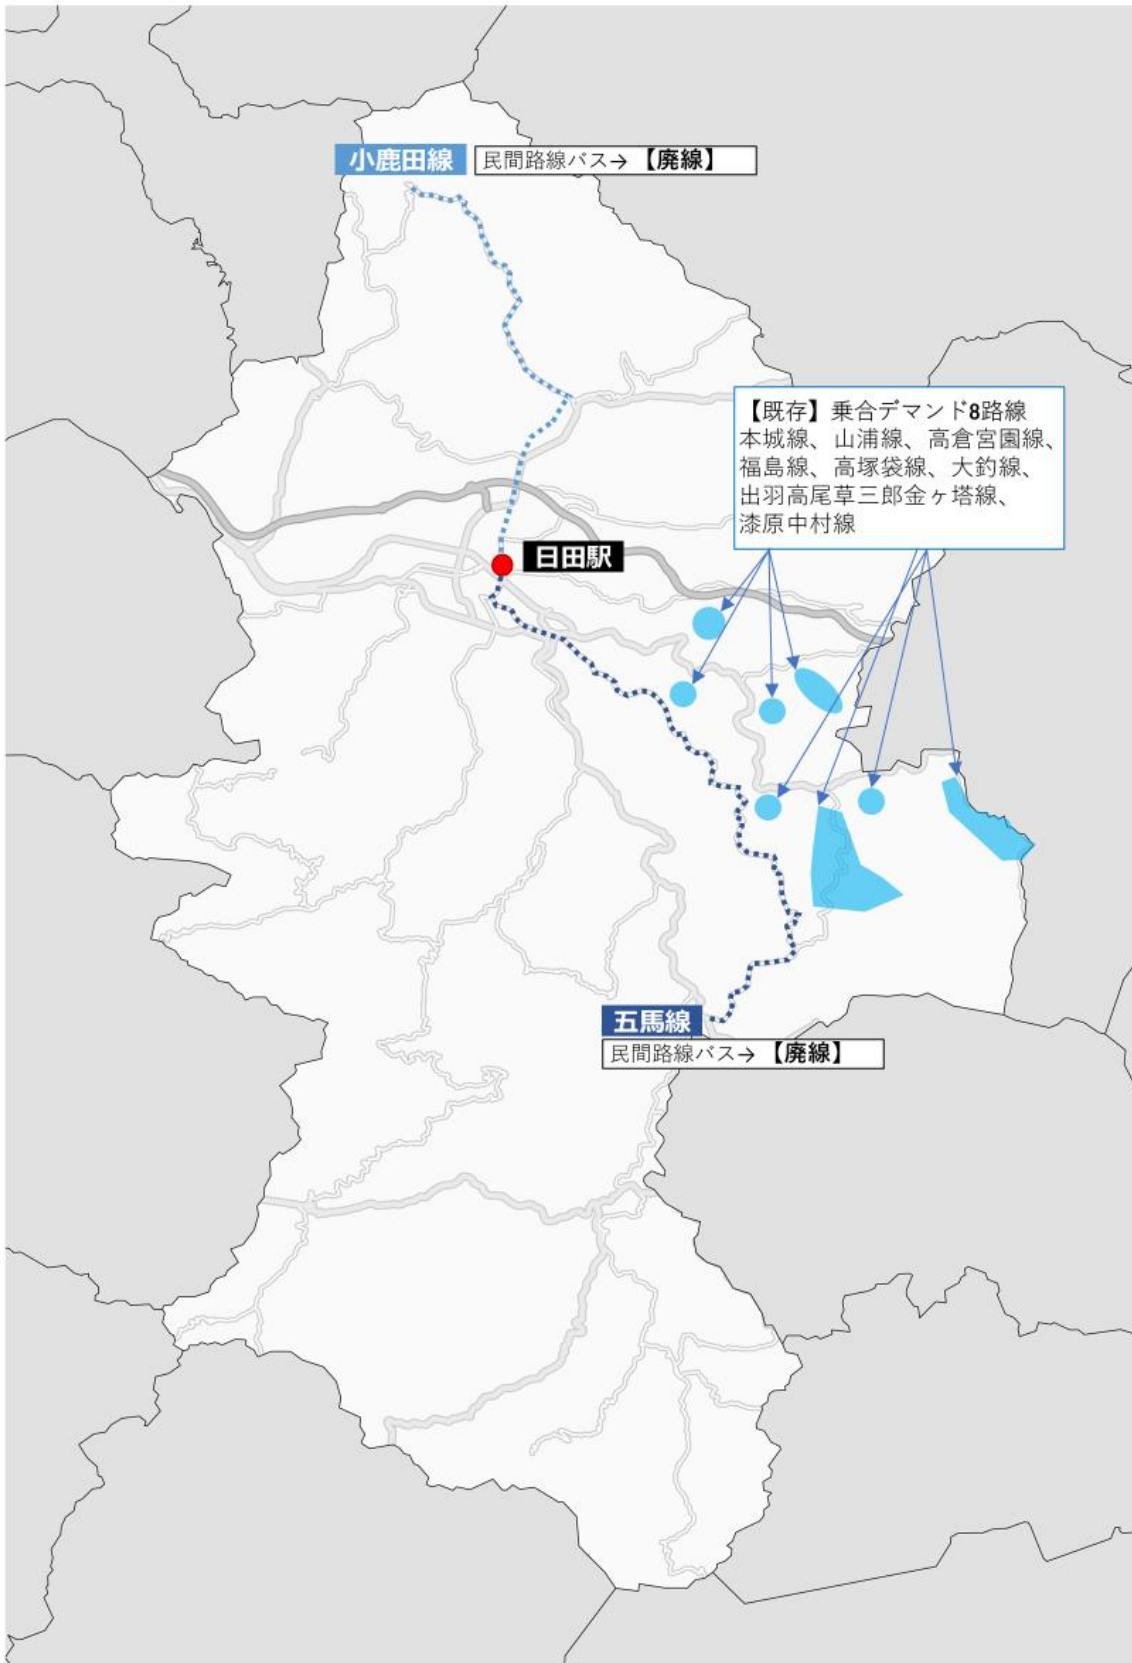 小鹿田線
民間路線バス→ 【廃線】
【既存】乗合デマンド8路線
本城線、山浦線、高倉宮園線、
福島線、高塚袋線、大釣線、
出羽高尾草三郎金ヶ塔線、
漆原中村線
日田駅
五馬線
民間路線バス→ 【廃線】